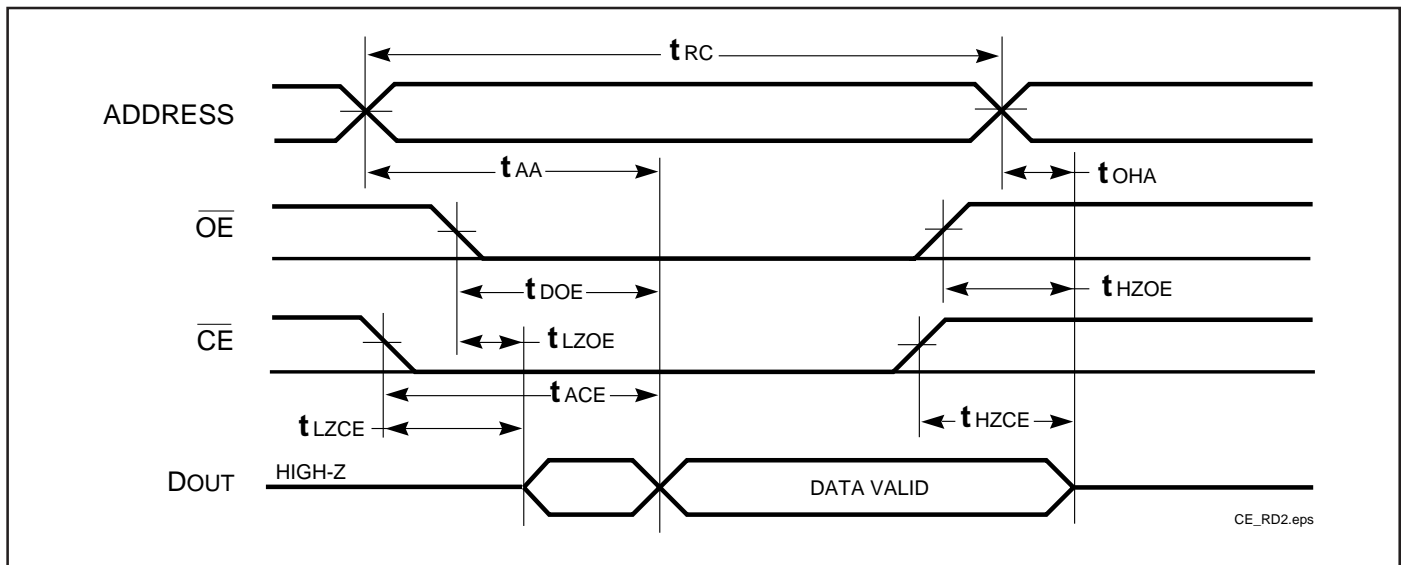 tRC
ADDRESS
tAA
tOHA
OE
tDOE
tHZOE
CE
tLZOE
tACE
tLZCE
tHZCE
DOUT
HIGH-Z
DATA VALID
CE_RD2.eps